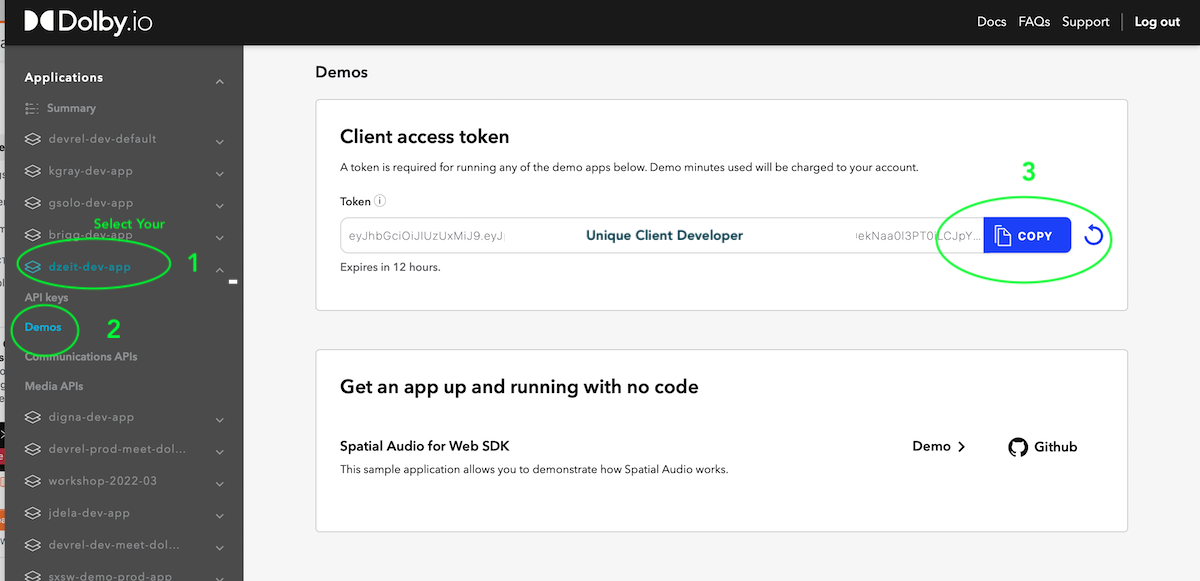 Dolby.io
Docs FAQs Support Log out
Applications
Summary
devrel-dev-default
kgray-dev-app
gsolo-dev-app
Select Your
brigg-dev-app
dzeit-dev-app
1
API keys
Demos
2
Communications APIs
Media APIs
digna-dev-app
devrel-prod-meet-dol...
workshop-2022-03
jdela-dev-app
devrel-dev-meet-dol...
sxsw-demo-prod-app
Demos
Client access token
A token is required for running any of the demo apps below. Demo minutes used will be charged to your account.
3
Token
eyJhbGciOiJIUzUxMiJ9.eyJ Unique Client Developer COPY
Expires in 12 hours.
Get an app up and running with no code
Spatial Audio for Web SDK
Demo
Github
This sample application allows you to demonstrate how Spatial Audio works.